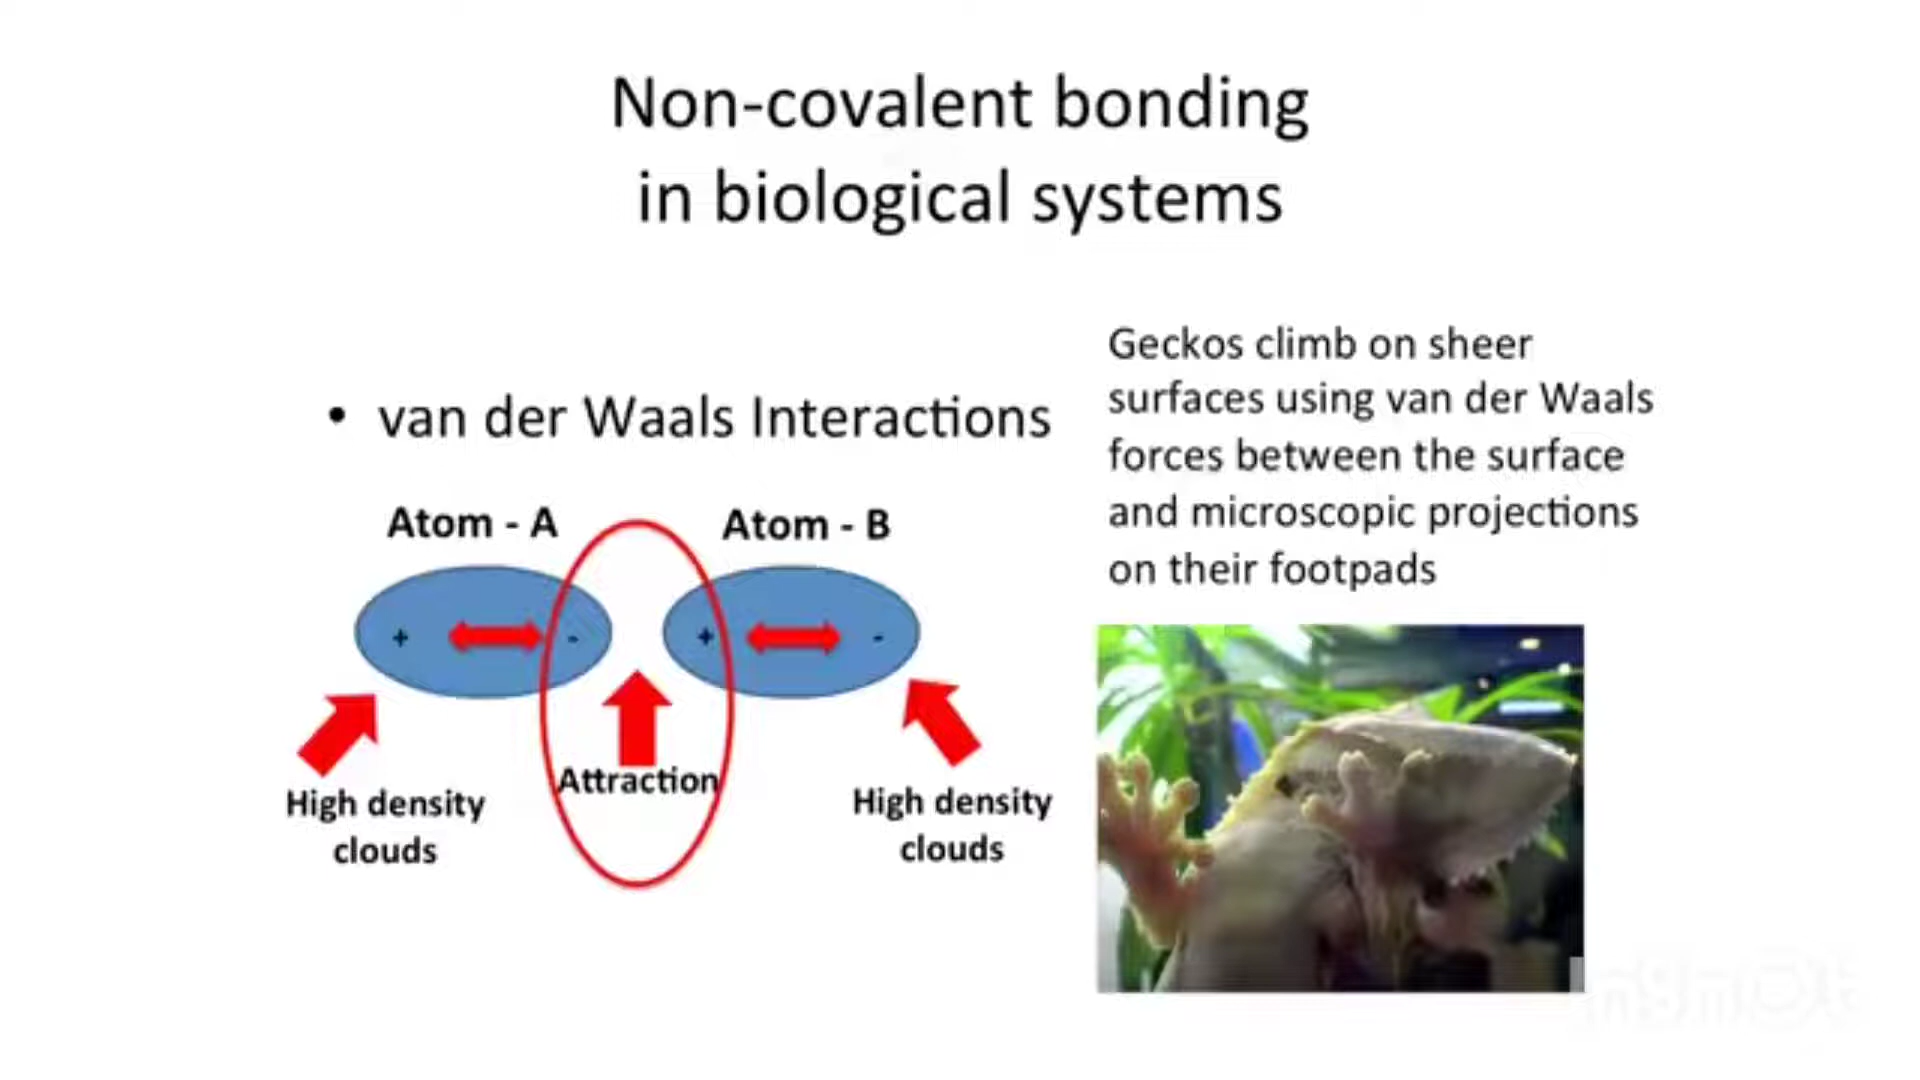 Non-covalent bonding
in biological systems
• van der Waals Interactions
Geckos climb on sheer
surfaces using van der Waals
forces between the surface
and microscopic projections
on their footpads
Atom - A
Atom - B
+ -
+ -
Attraction
High density
clouds
High density
clouds